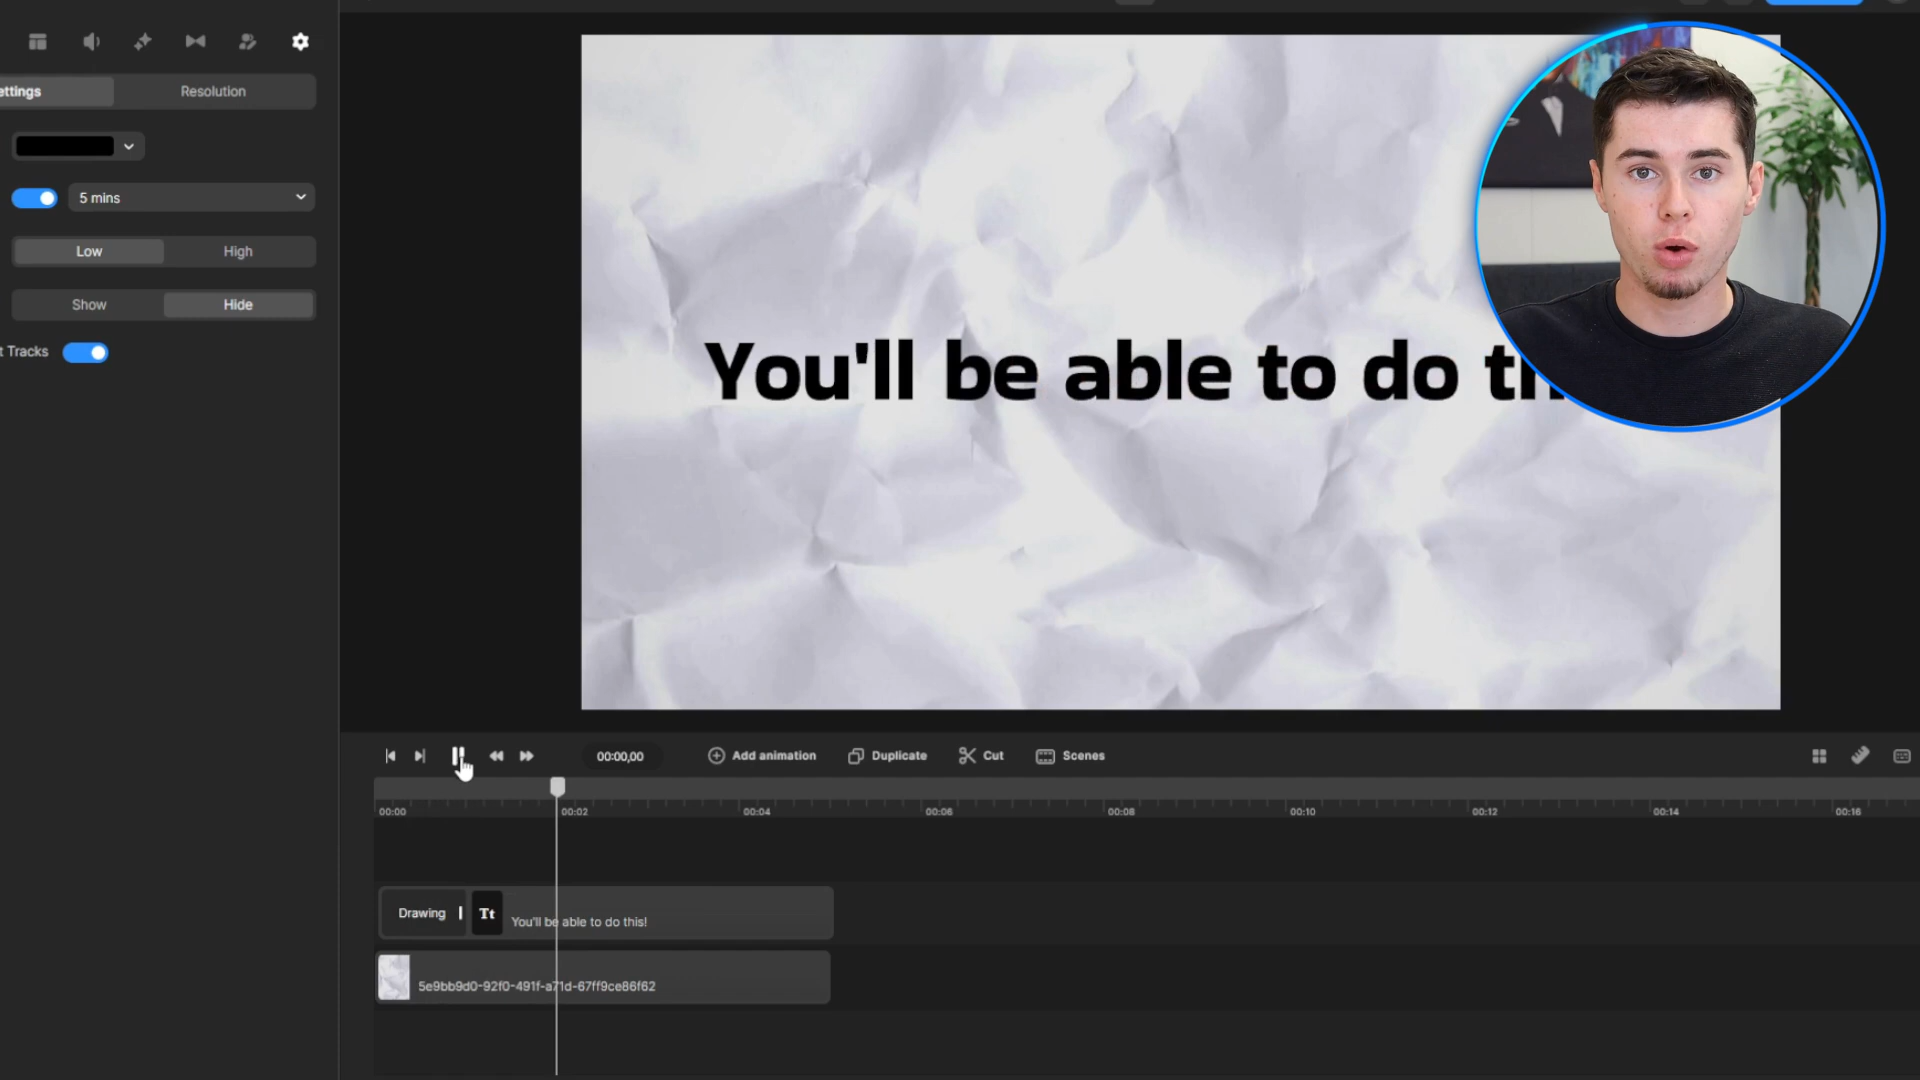 ettings
Resolution
5 mins
Low
High
Show
Hide
t Tracks
You'll be able to do th
00:00,00
Add animation
Duplicate
Cut
Scenes
00:00
00:02
00:04
00:06
00:08
00:10
00:12
00:14
00:16
Drawing
Tt
You'll be able to do this!
5e9bb9d0-92f0-491f-a71d-67ff9ce86f62